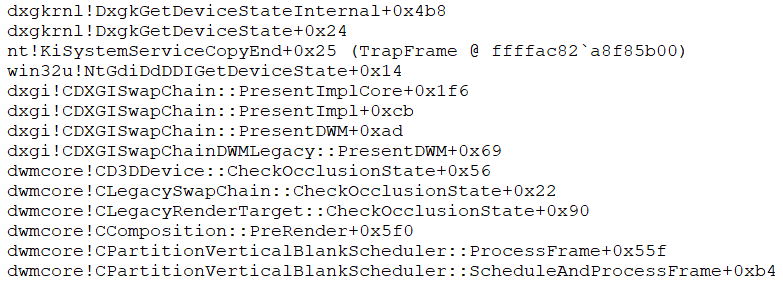 dxgkrnl!DxgkGetDeviceStateInternal+0x4b8
dxgkrnl!DxgkGetDeviceState+0x24
nt!KiSystemServiceCopyEnd+0x25 (TrapFrame @ ffffac82`a8f85b00)
win32u!NtGdiDdDDIGetDeviceState+0x14
dxgi!CDXGISwapChain::PresentImplCore+0x1f6
dxgi!CDXGISwapChain::PresentImpl+0xcb
dxgi!CDXGISwapChain::PresentDWM+0xad
dxgi!CDXGISwapChainDWMLegacy::PresentDWM+0x69
dwmcore!CD3DDevice::CheckOcclusionState+0x56
dwmcore!CLegacySwapChain::CheckOcclusionState+0x22
dwmcore!CLegacyRenderTarget::CheckOcclusionState+0x90
dwmcore!CComposition::PreRender+0x5f0
dwmcore!CPartitionVerticalBlankScheduler::ProcessFrame+0x55f
dwmcore!CPartitionVerticalBlankScheduler::ScheduleAndProcessFrame+0xb4